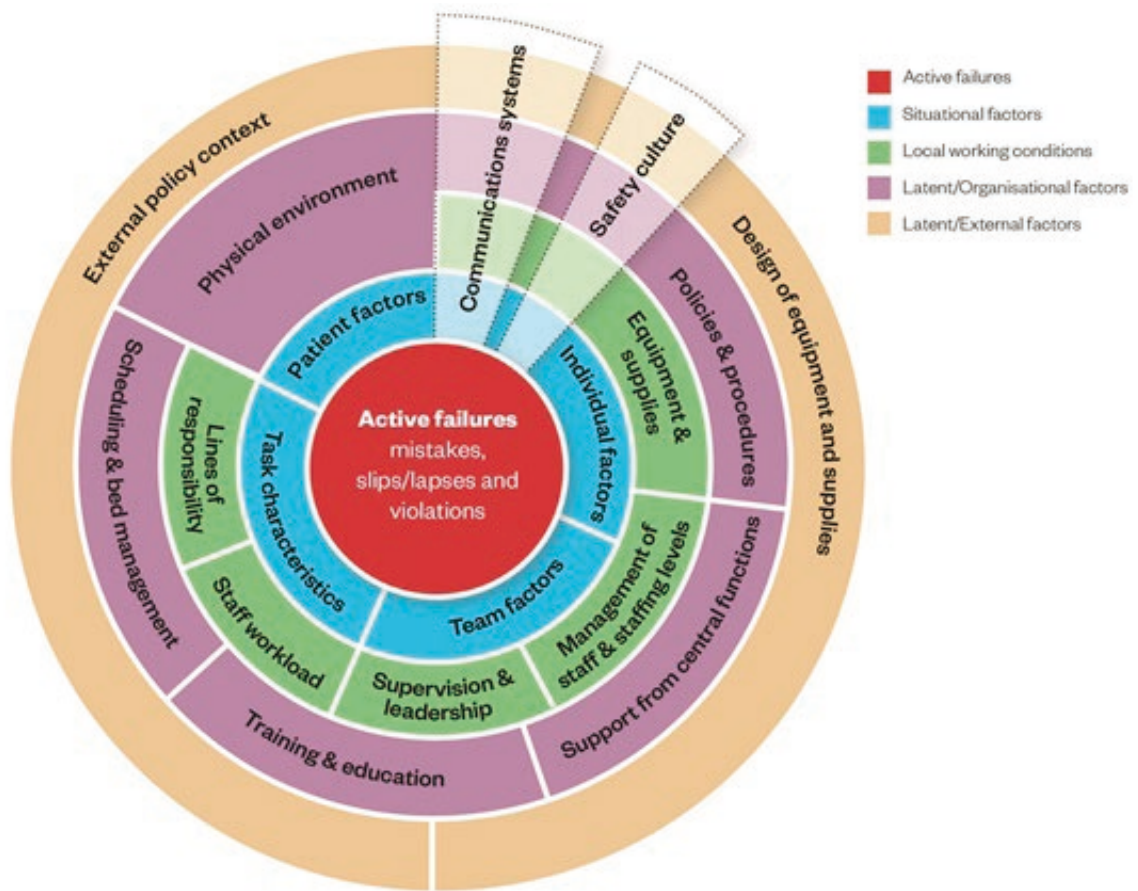 Communications systems
Safety culture
External policy context
Design of equipment and supplies
Physical environment
Policies & procedures
Scheduling & bed management
Training & education
Support from central functions
Equipment &
supplies
Lines of
responsibility
Staff workload
Supervision &
leadership
Management of
staff & staffing levels
Patient factors
Individual factors
Task characteristics
Team factors
Active failures
mistakes,
slips/lapses and
violations
Active failures
Situational factors
Local working conditions
Latent/Organisational factors
Latent/External factors